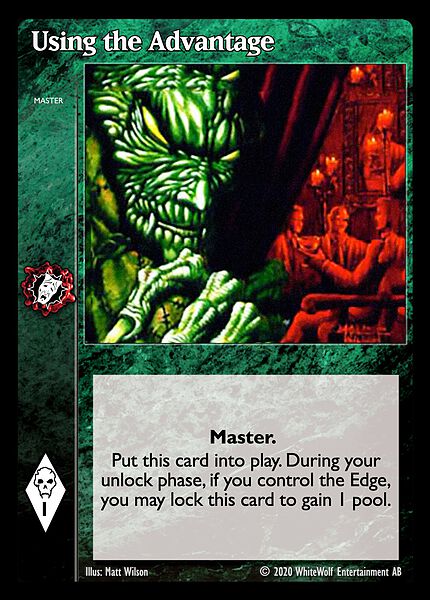 Using the Advantage
MASTER
Master.
Put this card into play. During your
unlock phase, if you control the Edge,
you may lock this card to gain 1 pool.
1
Illus: Matt Wilson
© 2020 WhiteWolf Entertainment AB